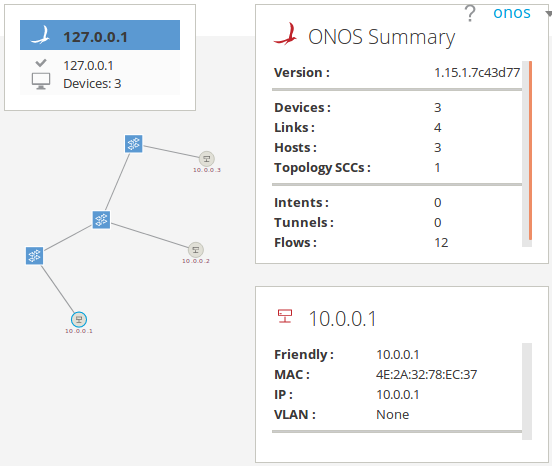 127.0.0.1
127.0.0.1
Devices: 3
10.0.0.3
10.0.0.2
10.0.0.1
? onos
ONOS Summary
Version : 1.15.1.7c43d77
Devices : 3
Links : 4
Hosts : 3
Topology SCCs : 1
Intents : 0
Tunnels : 0
Flows : 12
10.0.0.1
Friendly : 10.0.0.1
MAC : 4E:2A:32:78:EC:37
IP : 10.0.0.1
VLAN : None